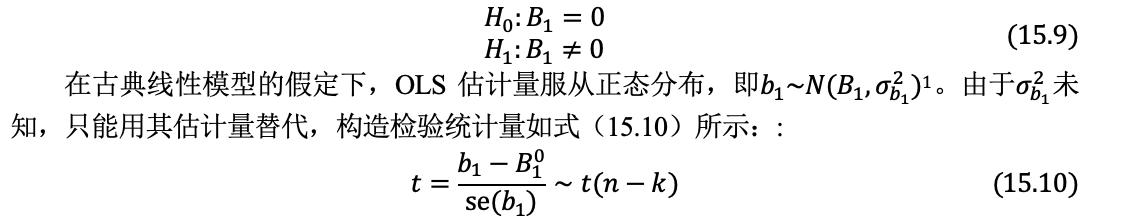 H₀: B₁ = 0
H₁: B₁ ≠ 0 (15.9)
在古典线性模型的假定下，OLS 估计量服从正态分布，即b₁~N(B₁, σ²_b₁)¹。由于σ²_b₁未
知，只能用其估计量替代，构造检验统计量如式（15.10）所示：:
t = (b₁ − B₁⁰) / se(b₁) ~ t(n − k) (15.10)